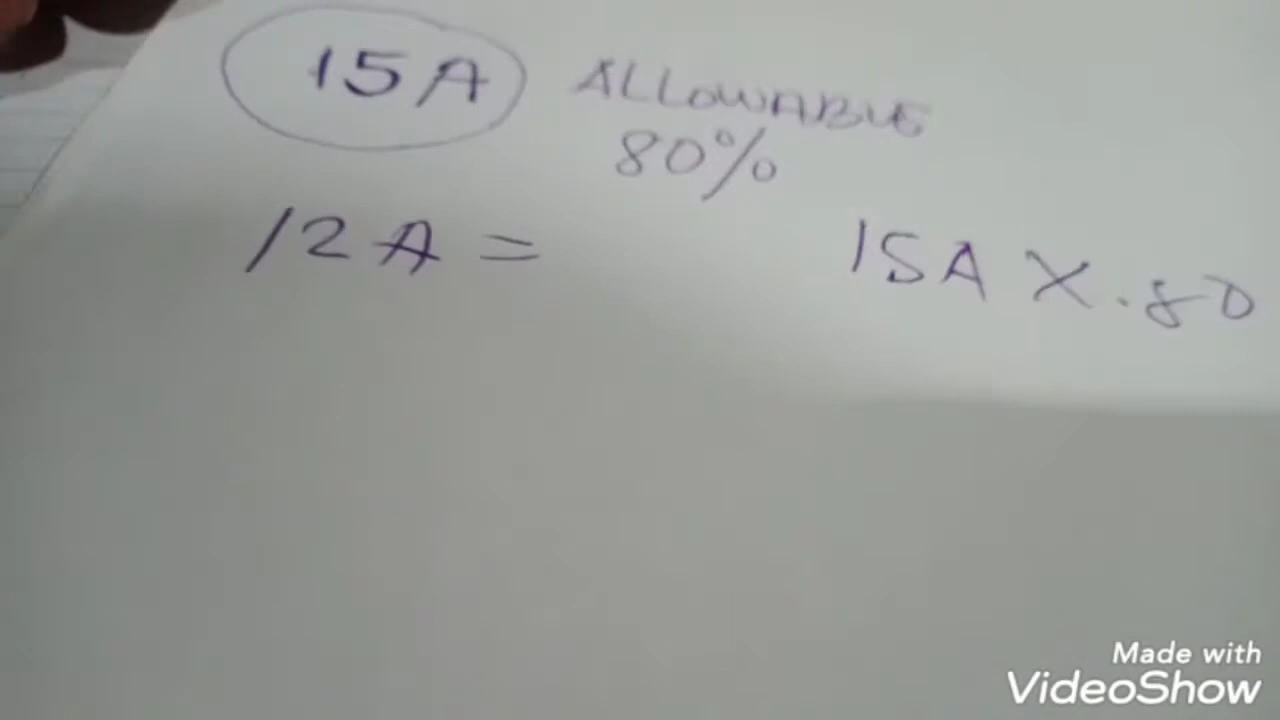 15A ALLOWABLE
80%
12A = 15A X .80
Made with
VideoShow